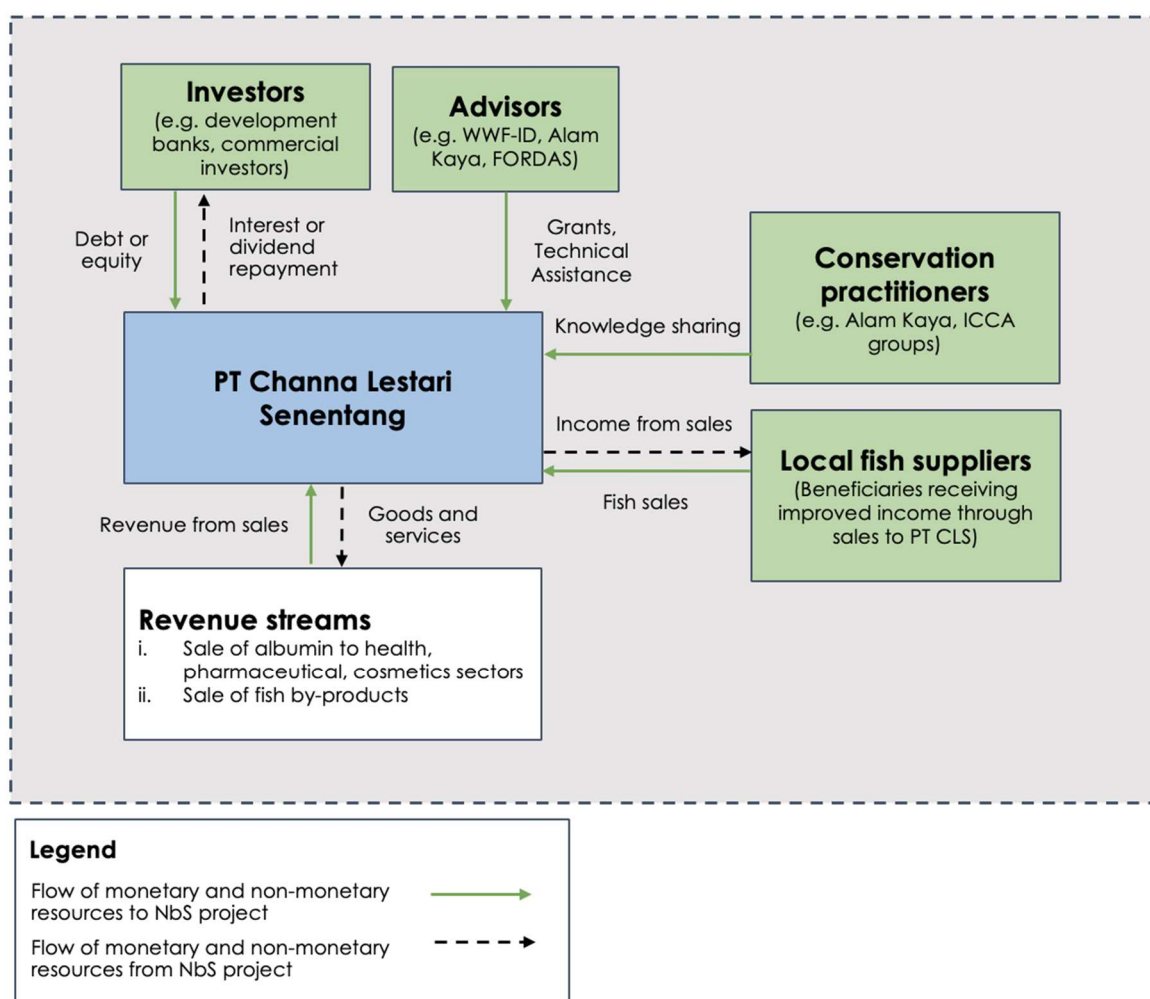 Investors
(e.g. development
banks, commercial
investors)
Advisors
(e.g. WWF-ID, Alam
Kaya, FORDAS)
Debt or
equity
Interest or
dividend
repayment
Grants,
Technical
Assistance
Conservation
practitioners
(e.g. Alam Kaya, ICCA
groups)
Knowledge sharing
PT Channa Lestari
Senentang
Income from sales
Fish sales
Local fish suppliers
(Beneficiaries receiving
improved income through
sales to PT CLS)
Revenue from sales
Goods and
services
Revenue streams
i. Sale of albumin to health,
pharmaceutical, cosmetics sectors
ii. Sale of fish by-products
Legend
Flow of monetary and non-monetary
resources to NbS project
Flow of monetary and non-monetary
resources from NbS project